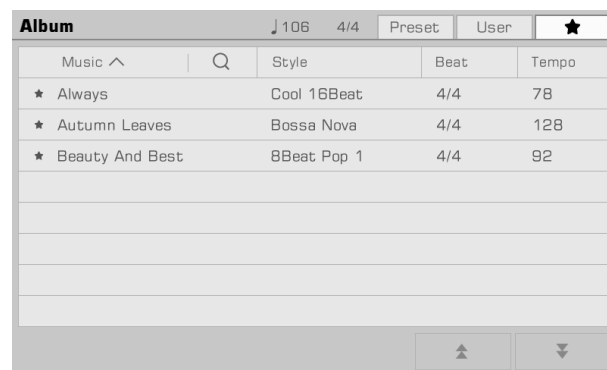 Album 106 4/4 Preset User
Music Style Beat Tempo
Always Cool 16Beat 4/4 78
Autumn Leaves Bossa Nova 4/4 128
Beauty And Best 8Beat Pop 1 4/4 92